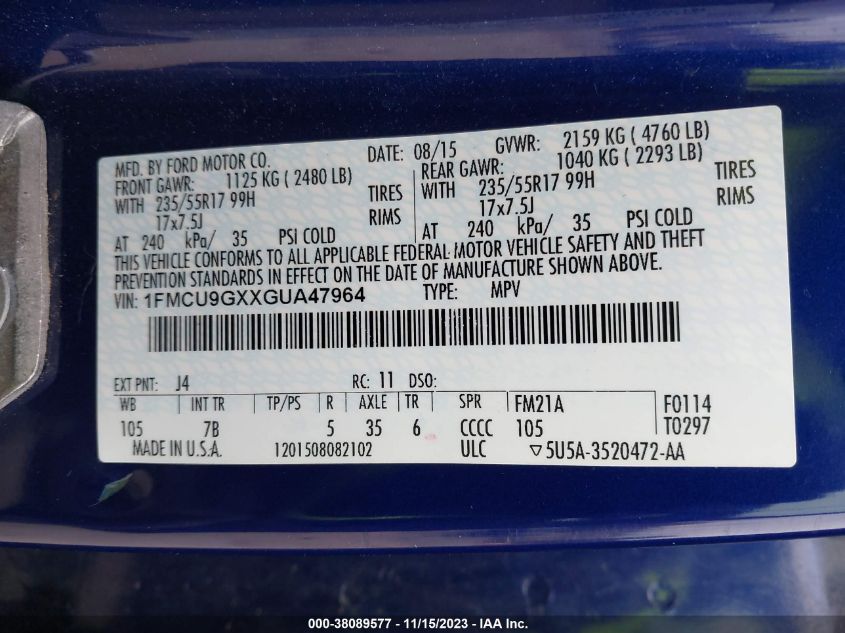 MFD. BY FORD MOTOR CO. DATE: 08/15 GVWR: 2159 KG ( 4760 LB)
FRONT GAWR: 1125 KG ( 2480 LB) REAR GAWR: 1040 KG ( 2293 LB)
WITH 235/55R17 99H TIRES WITH 235/55R17 99H TIRES
17x7.5J RIMS 17x7.5J RIMS
AT 240 kPa/ 35 PSI COLD AT 240 kPa/ 35 PSI COLD
THIS VEHICLE CONFORMS TO ALL APPLICABLE FEDERAL MOTOR VEHICLE SAFETY AND THEFT
PREVENTION STANDARDS IN EFFECT ON THE DATE OF MANUFACTURE SHOWN ABOVE.
VIN: 1FMCU9GXXGUA47964 TYPE: MPV
EXT PNT: J4 RC: 11 DSO:
WB INT TR TP/PS R AXLE TR SPR FM21A F0114
105 7B 5 35 6 CCCC 105 T0297
MADE IN U.S.A. 1201508082102 ULC ▽5U5A-3520472-AA
000-38089577 - 11/15/2023 - IAA Inc.